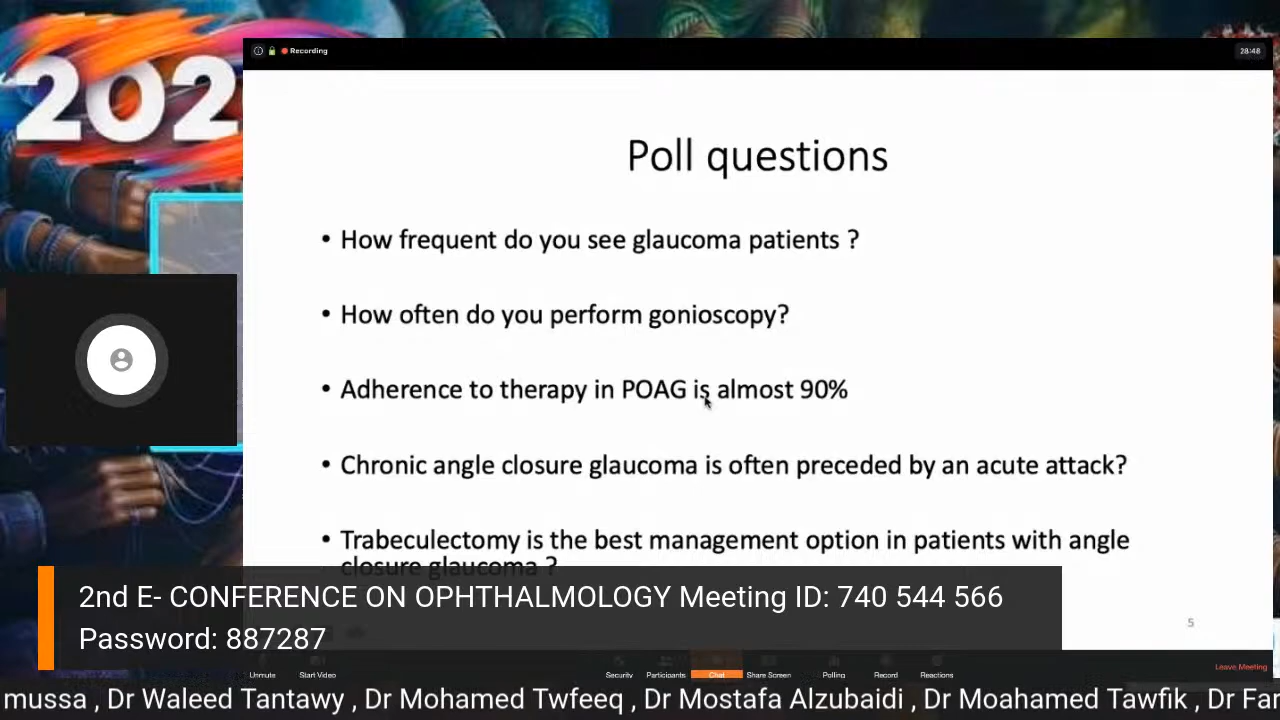 202
Recording
28:48
Poll questions
• How frequent do you see glaucoma patients ?
• How often do you perform gonioscopy?
• Adherence to therapy in POAG is almost 90%
• Chronic angle closure glaucoma is often preceded by an acute attack?
• Trabeculectomy is the best management option in patients with angle
closure glaucoma ?
5
2nd E- CONFERENCE ON OPHTHALMOLOGY Meeting ID: 740 544 566
Password: 887287
Unmute Start Video Security Participants Chat Share Screen Polling Record Reactions Leave Meeting
mussa , Dr Waleed Tantawy , Dr Mohamed Twfeeq , Dr Mostafa Alzubaidi , Dr Moahamed Tawfik , Dr Far